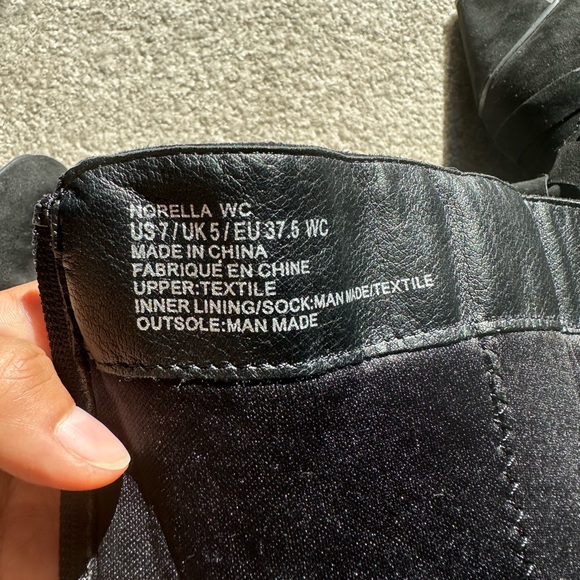 NORELLA WC
US 7 / UK 5 / EU 37.5 WC
MADE IN CHINA
FABRIQUÉ EN CHINE
UPPER:TEXTILE
INNER LINING/SOCK:MAN MADE/TEXTILE
OUTSOLE:MAN MADE